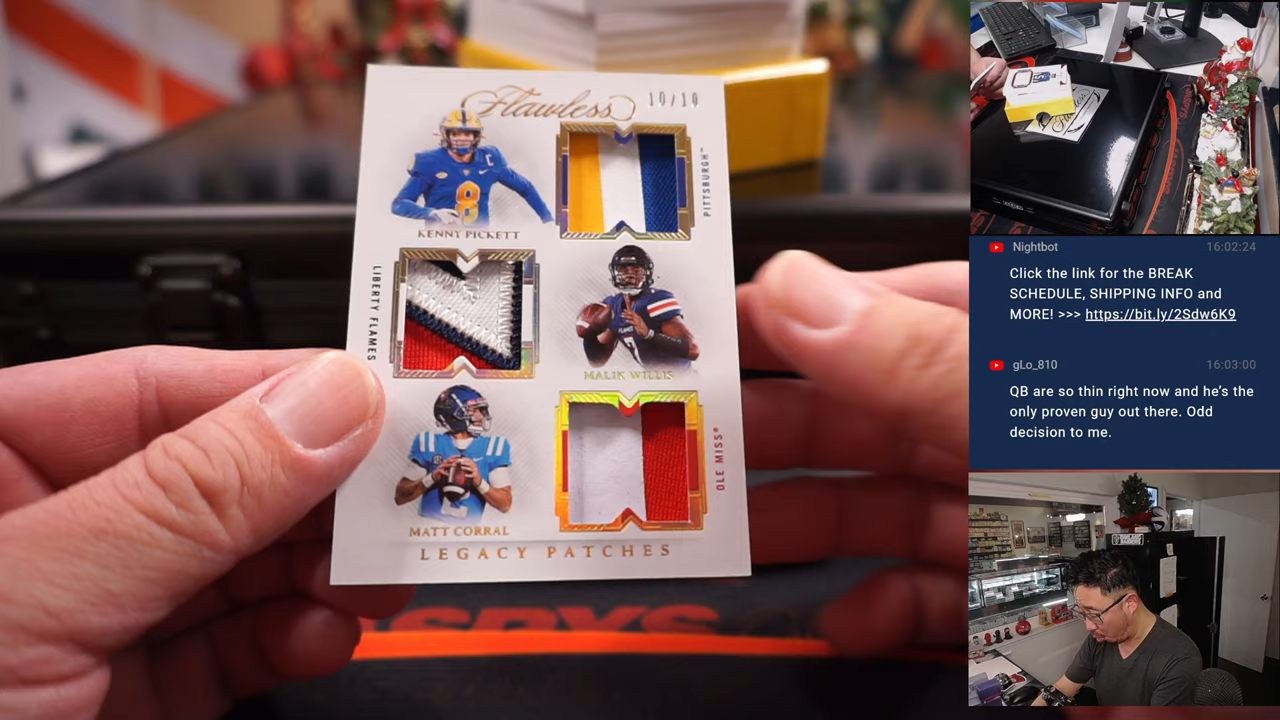 Flawless
10/10
KENNY PICKETT
PITTSBURGH™
LIBERTY FLAMES
MALIK WILLIS
MATT CORRAL
OLE MISS®
LEGACY PATCHES
Nightbot 16:02:24
Click the link for the BREAK
SCHEDULE, SHIPPING INFO and
MORE! >>> https://bit.ly/2Sdw6K9
gLo_810 16:03:00
QB are so thin right now and he's the
only proven guy out there. Odd
decision to me.